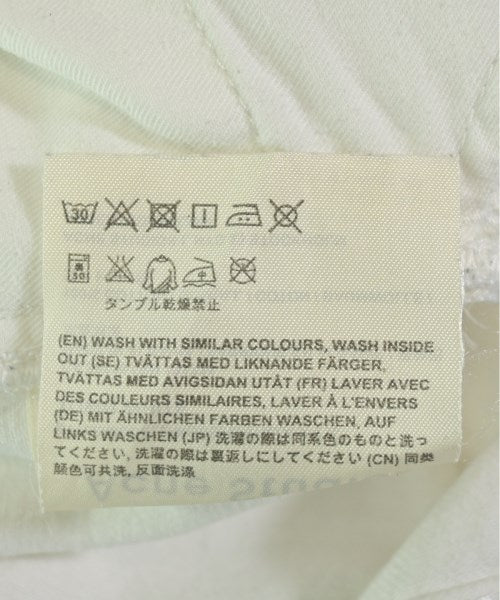 30
タンブル乾燥禁止
(EN) WASH WITH SIMILAR COLOURS, WASH INSIDE
OUT (SE) TVÄTTAS MED LIKNANDE FÄRGER,
TVÄTTAS MED AVIGSIDAN UTÅT (FR) LAVER AVEC
DES COULEURS SIMILAIRES, LAVER À L'ENVERS
(DE) MIT ÄHNLICHEN FARBEN WASCHEN, AUF
LINKS WASCHEN (JP) 洗濯の際は同系色のものと洗っ
てください, 洗濯の際は裏返しにしてください (CN) 同类
颜色可共洗, 反面洗涤
Acne Studi